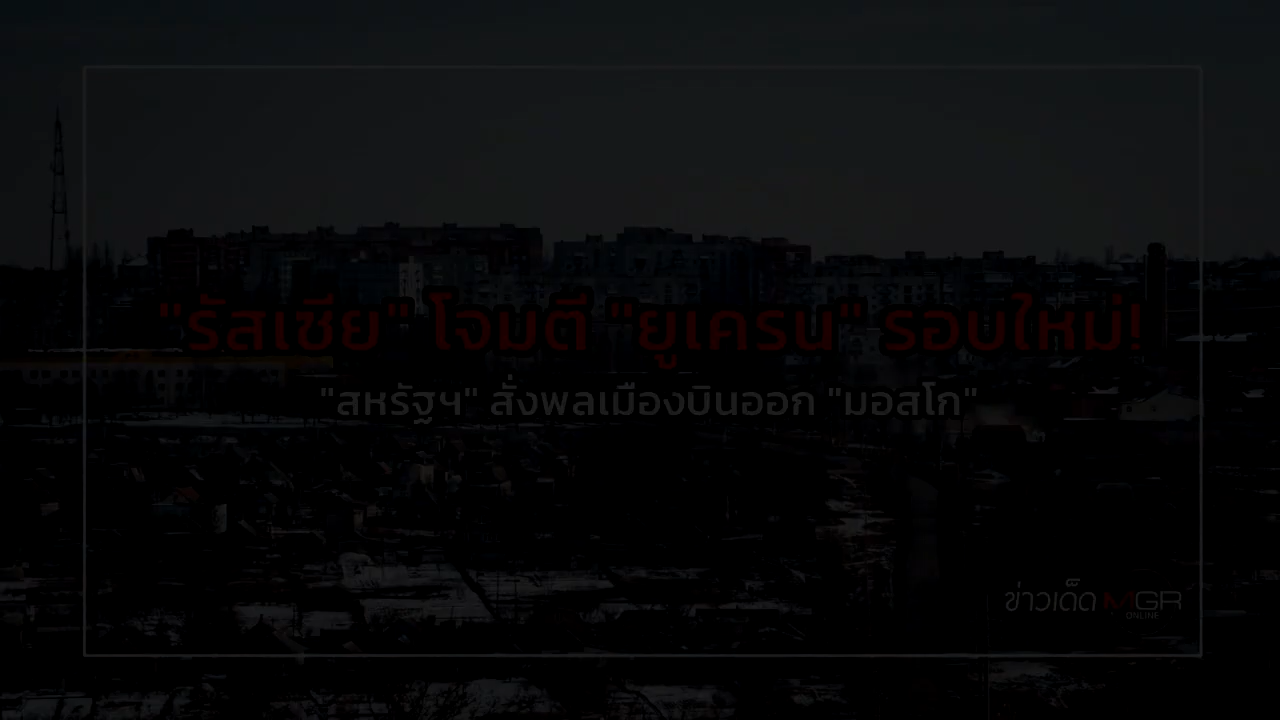 "รัสเซีย" โจมตี "ยูเครน" รอบใหม่!
"สหรัฐฯ" สั่งพลเมืองบินออก "มอสโก"
ข่าวเด็ด MGR
ONLINE